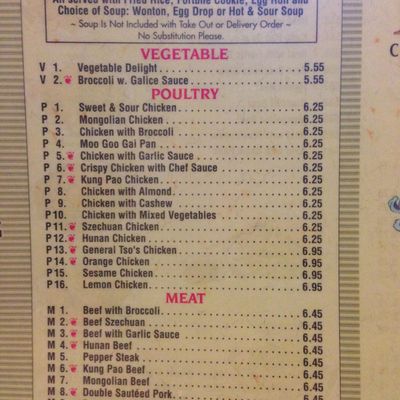 All Served with Fried Rice, Fortune Cookie, Egg Roll and
Choice of Soup: Wonton, Egg Drop or Hot & Sour Soup
~ Soup Is Not Included with Take Out or Delivery Order ~
No Substitution Please.
VEGETABLE
V 1. Vegetable Delight 5.55
V 2. Broccoli w. Galice Sauce 5.55
POULTRY
P 1. Sweet & Sour Chicken 6.25
P 2. Mongolian Chicken 6.25
P 3. Chicken with Broccoli 6.25
P 4. Moo Goo Gai Pan 6.25
P 5. Chicken with Garlic Sauce 6.25
P 6. Crispy Chicken with Chef Sauce 6.25
P 7. Kung Pao Chicken 6.25
P 8. Chicken with Almond 6.25
P 9. Chicken with Cashew 6.25
P10. Chicken with Mixed Vegetables 6.25
P11. Szechuan Chicken 6.25
P12. Hunan Chicken 6.25
P13. General Tso's Chicken 6.95
P14. Orange Chicken 6.95
P15. Sesame Chicken 6.95
P16. Lemon Chicken 6.95
MEAT
M 1. Beef with Broccoli 6.45
M 2. Beef Szechuan 6.45
M 3. Beef with Garlic Sauce 6.45
M 4. Hunan Beef 6.45
M 5. Pepper Steak 6.45
M 6. Kung Pao Beef 6.45
M 7. Mongolian Beef 6.45
M 8. Double Sautéed Pork 6.45